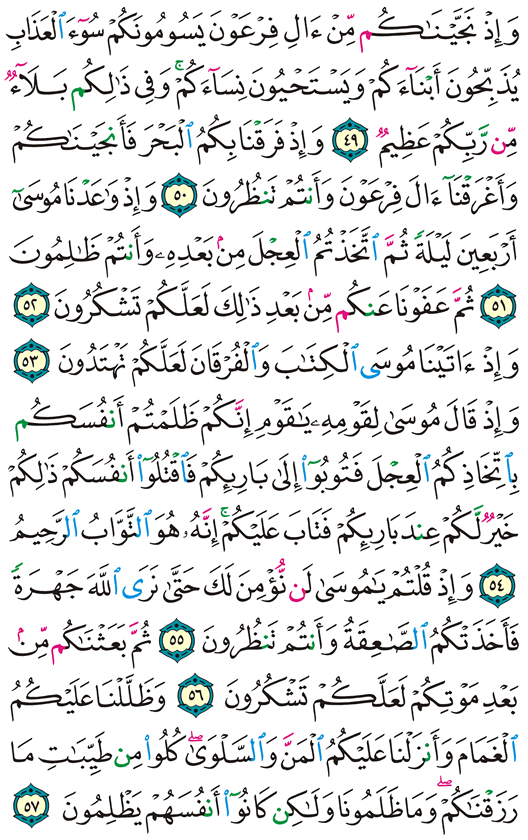 وَإِذْ نَجَّيْنَـٰكُم مِّنْ ءَالِ فِرْعَوْنَ يَسُومُونَكُمْ سُوٓءَ ٱلْعَذَابِ
يُذَبِّحُونَ أَبْنَآءَكُمْ وَيَسْتَحْيُونَ نِسَآءَكُمْ ۚ وَفِى ذَٰلِكُم بَلَآءٌ
مِّن رَّبِّكُمْ عَظِيمٌ ٤٩ وَإِذْ فَرَقْنَا بِكُمُ ٱلْبَحْرَ فَأَنجَيْنَـٰكُمْ
وَأَغْرَقْنَآ ءَالَ فِرْعَوْنَ وَأَنتُمْ تَنظُرُونَ ٥٠ وَإِذْ وَٰعَدْنَا مُوسَىٰٓ
أَرْبَعِينَ لَيْلَةً ثُمَّ ٱتَّخَذْتُمُ ٱلْعِجْلَ مِنۢ بَعْدِهِۦ وَأَنتُمْ ظَـٰلِمُونَ
٥١ ثُمَّ عَفَوْنَا عَنكُم مِّنۢ بَعْدِ ذَٰلِكَ لَعَلَّكُمْ تَشْكُرُونَ ٥٢
وَإِذْ ءَاتَيْنَا مُوسَى ٱلْكِتَـٰبَ وَٱلْفُرْقَانَ لَعَلَّكُمْ تَهْتَدُونَ ٥٣
وَإِذْ قَالَ مُوسَىٰ لِقَوْمِهِۦ يَـٰقَوْمِ إِنَّكُمْ ظَلَمْتُمْ أَنفُسَكُم
بِٱتِّخَاذِكُمُ ٱلْعِجْلَ فَتُوبُوٓا۟ إِلَىٰ بَارِئِكُمْ فَٱقْتُلُوٓا۟ أَنفُسَكُمْ ذَٰلِكُمْ
خَيْرٌ لَّكُمْ عِندَ بَارِئِكُمْ فَتَابَ عَلَيْكُمْ ۚ إِنَّهُۥ هُوَ ٱلتَّوَّابُ ٱلرَّحِيمُ
٥٤ وَإِذْ قُلْتُمْ يَـٰمُوسَىٰ لَن نُّؤْمِنَ لَكَ حَتَّىٰ نَرَى ٱللَّهَ جَهْرَةً
فَأَخَذَتْكُمُ ٱلصَّـٰعِقَةُ وَأَنتُمْ تَنظُرُونَ ٥٥ ثُمَّ بَعَثْنَـٰكُم مِّنۢ
بَعْدِ مَوْتِكُمْ لَعَلَّكُمْ تَشْكُرُونَ ٥٦ وَظَلَّلْنَا عَلَيْكُمُ
ٱلْغَمَامَ وَأَنزَلْنَا عَلَيْكُمُ ٱلْمَنَّ وَٱلسَّلْوَىٰ ۖ كُلُوا۟ مِن طَيِّبَـٰتِ مَا
رَزَقْنَـٰكُمْ ۖ وَمَا ظَلَمُونَا وَلَـٰكِن كَانُوٓا۟ أَنفُسَهُمْ يَظْلِمُونَ ٥٧